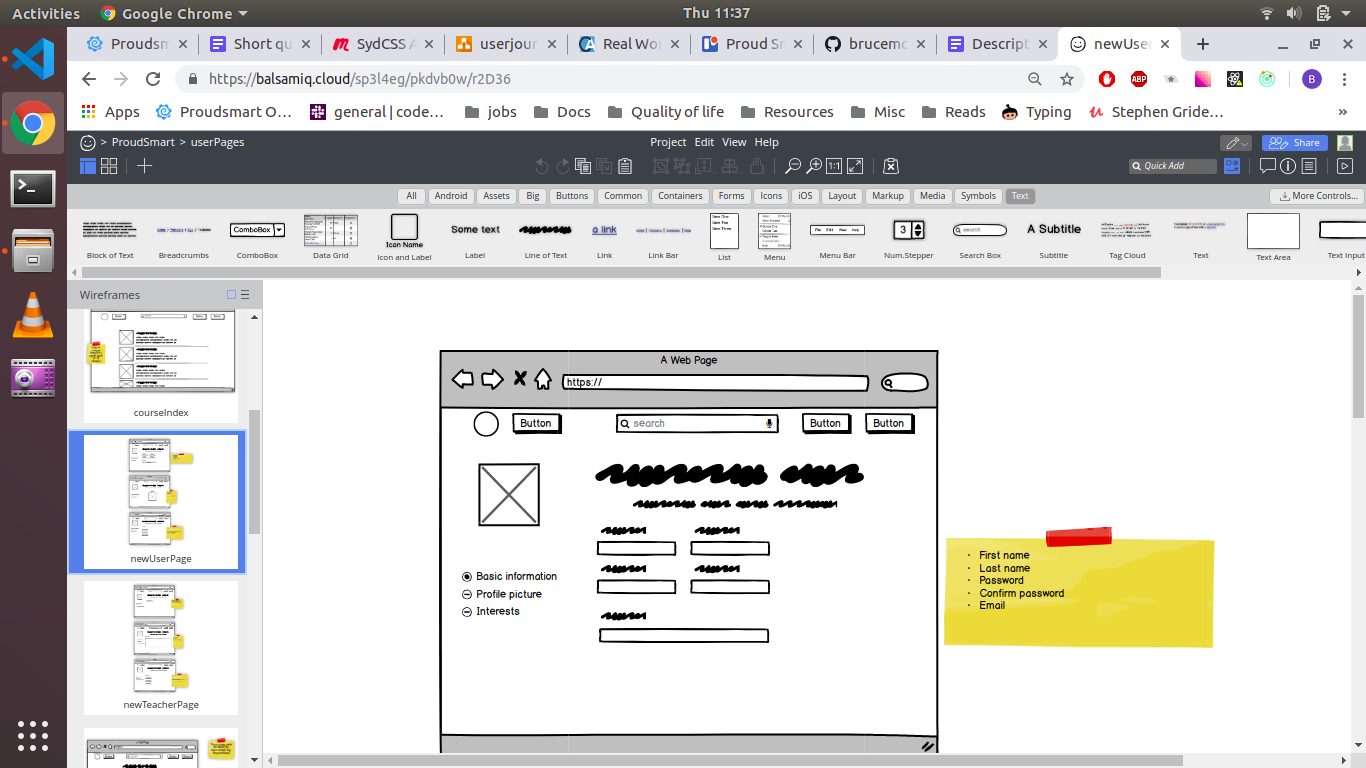 Activities Google Chrome Thu 11:37
Proudsm Short qu SydCSS A userjour Real Wo Proud Sr brucemc Descript newUser
https://balsamiq.cloud/sp3l4eg/pkdvb0w/r2D36 ABP B
Apps Proudsmart O... general | code... jobs Docs Quality of life Resources Misc Reads Typing Stephen Gride... »
> ProudSmart > userPages Project Edit View Help Share
1:1 Quick Add
All Android Assets Big Buttons Common Containers Forms Icons iOS Layout Markup Media Symbols Text More Controls...
ComboBox Icon Name Some text a link 3 search A Subtitle
Block of Text Breadcrumbs ComboBox Data Grid Icon and Label Label Line of Text Link Link Bar List Menu Menu Bar Num.Stepper Search Box Subtitle Tag Cloud Text Text Area Text Input
Wireframes
courseIndex
newUserPage
newTeacherPage
A Web Page
https://
Button search Button Button
Basic information
Profile picture
Interests
• First name
• Last name
• Password
• Confirm password
• Email